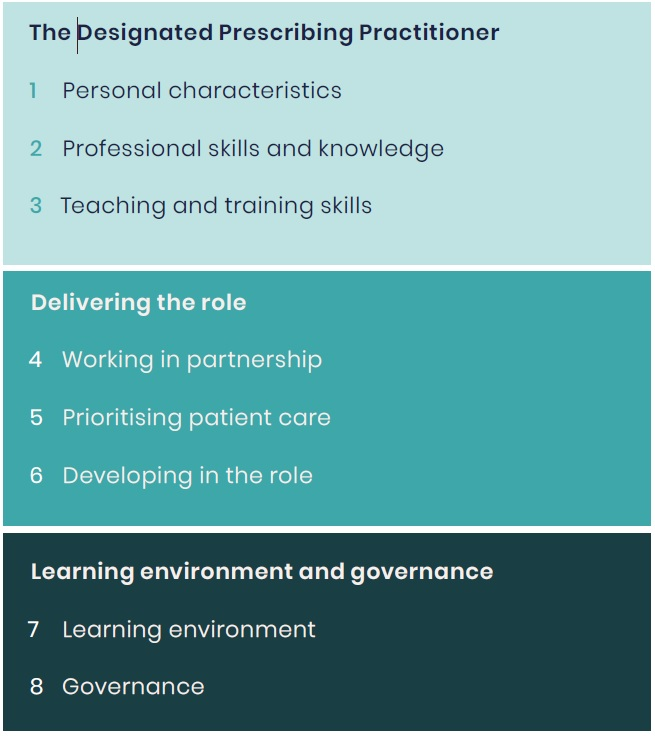 The Designated Prescribing Practitioner
1 Personal characteristics
2 Professional skills and knowledge
3 Teaching and training skills
Delivering the role
4 Working in partnership
5 Prioritising patient care
6 Developing in the role
Learning environment and governance
7 Learning environment
8 Governance